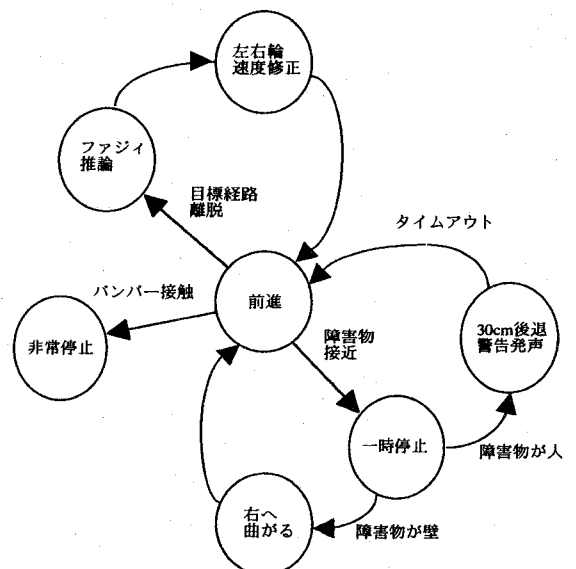 左右輪
速度修正
ファジィ
推論
目標経路
離脱
タイムアウト
バンバー接触
前進
非常停止
障害物
接近
30cm後退
警告発声
一時停止
障害物が人
右へ
曲がる
障害物が壁